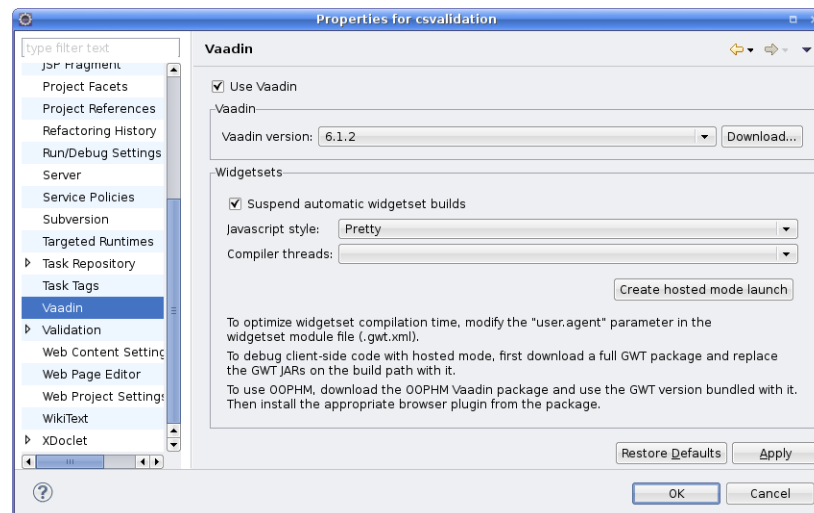 Properties for csvalidation
type filter text
Vaadin
JSP Fragment
Project Facets
Project References
Refactoring History
Run/Debug Settings
Server
Service Policies
Subversion
Targeted Runtimes
Task Repository
Task Tags
Vaadin
Validation
Web Content Setting
Web Page Editor
Web Project Settings
WikiText
XDoclet
Use Vaadin
Vaadin
Vaadin version: 6.1.2 Download...
Widgetsets
Suspend automatic widgetset builds
Javascript style: Pretty
Compiler threads:
Create hosted mode launch
To optimize widgetset compilation time, modify the "user.agent" parameter in the
widgetset module file (.gwt.xml).
To debug client-side code with hosted mode, first download a full GWT package and replace
the GWT JARs on the build path with it.
To use OOPHM, download the OOPHM Vaadin package and use the GWT version bundled with it.
Then install the appropriate browser plugin from the package.
Restore Defaults Apply
? OK Cancel